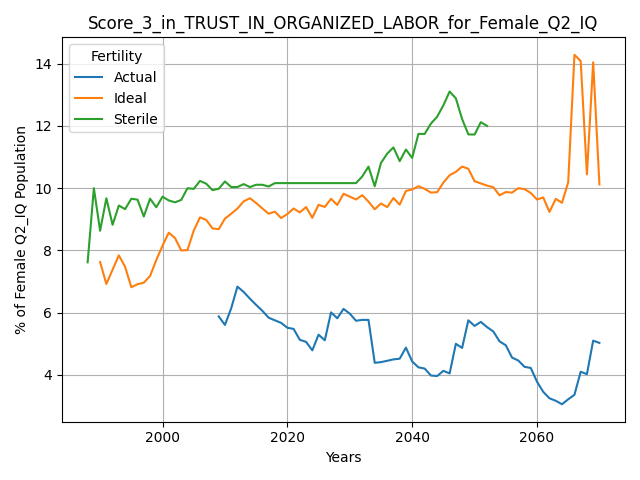 Score_3_in_TRUST_IN_ORGANIZED_LABOR_for_Female_Q2_IQ
Fertility
Actual
Ideal
Sterile
% of Female Q2_IQ Population
14
12
10
8
6
4
2000
2020
2040
2060
Years